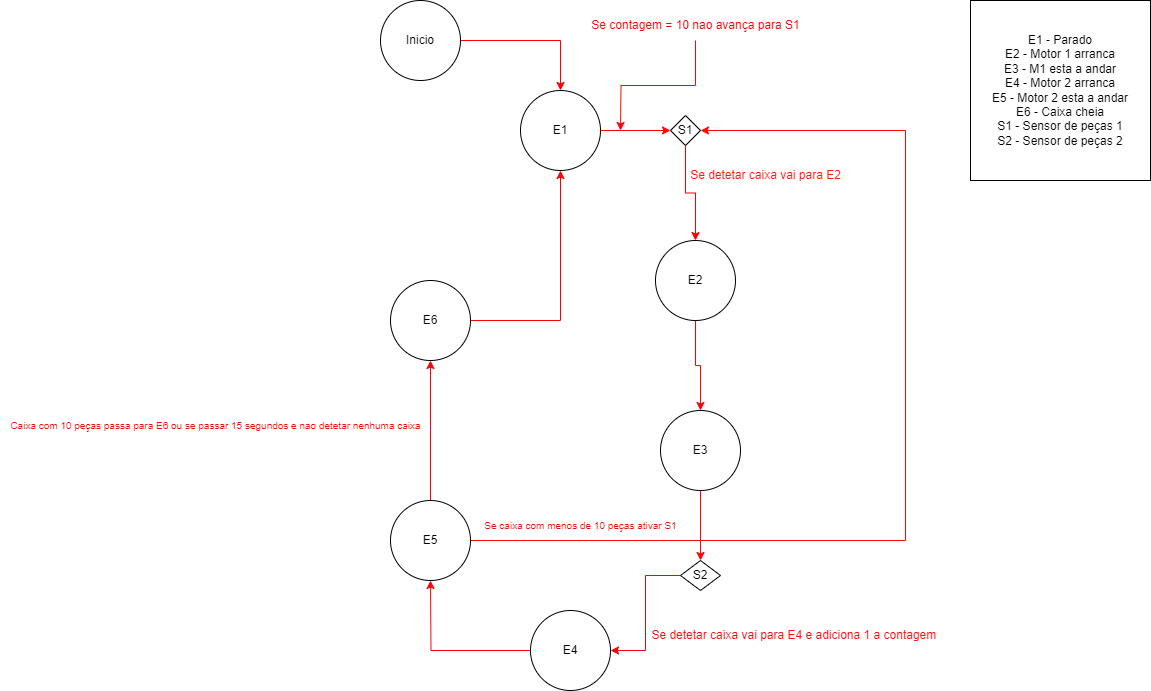 Inicio
Se contagem = 10 nao avança para S1
E1 - Parado
E2 - Motor 1 arranca
E3 - M1 esta a andar
E4 - Motor 2 arranca
E5 - Motor 2 esta a andar
E6 - Caixa cheia
S1 - Sensor de peças 1
S2 - Sensor de peças 2
E1
S1
Se detetar caixa vai para E2
E2
E6
Caixa com 10 peças passa para E6 ou se passar 15 segundos e nao detetar nenhuma caixa
E3
Se caixa com menos de 10 peças ativar S1
E5
S2
Se detetar caixa vai para E4 e adiciona 1 a contagem
E4